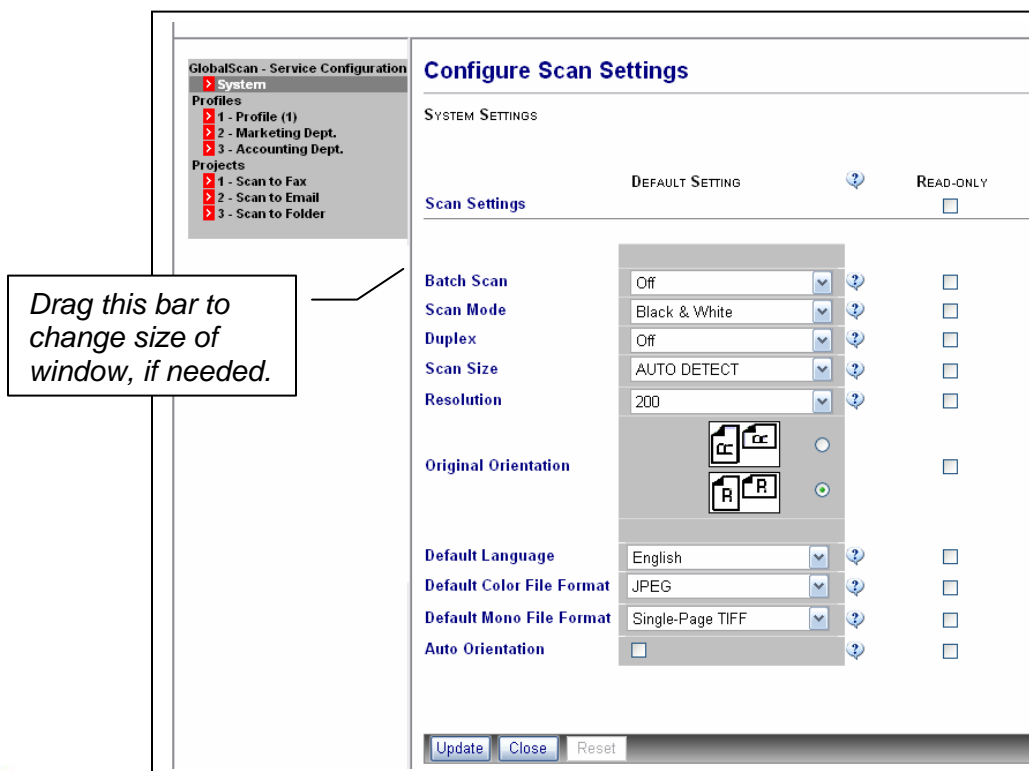 GlobalScan - Service Configuration
System
Profiles
1 - Profile (1)
2 - Marketing Dept.
3 - Accounting Dept.
Projects
1 - Scan to Fax
2 - Scan to Email
3 - Scan to Folder
Drag this bar to
change size of
window, if needed.
Configure Scan Settings
SYSTEM SETTINGS
DEFAULT SETTING ? READ-ONLY
Scan Settings
Batch Scan Off ?
Scan Mode Black & White ?
Duplex Off ?
Scan Size AUTO DETECT ?
Resolution 200 ?
R R
Original Orientation
R R
Default Language English ?
Default Color File Format JPEG ?
Default Mono File Format Single-Page TIFF ?
Auto Orientation ?
Update Close Reset